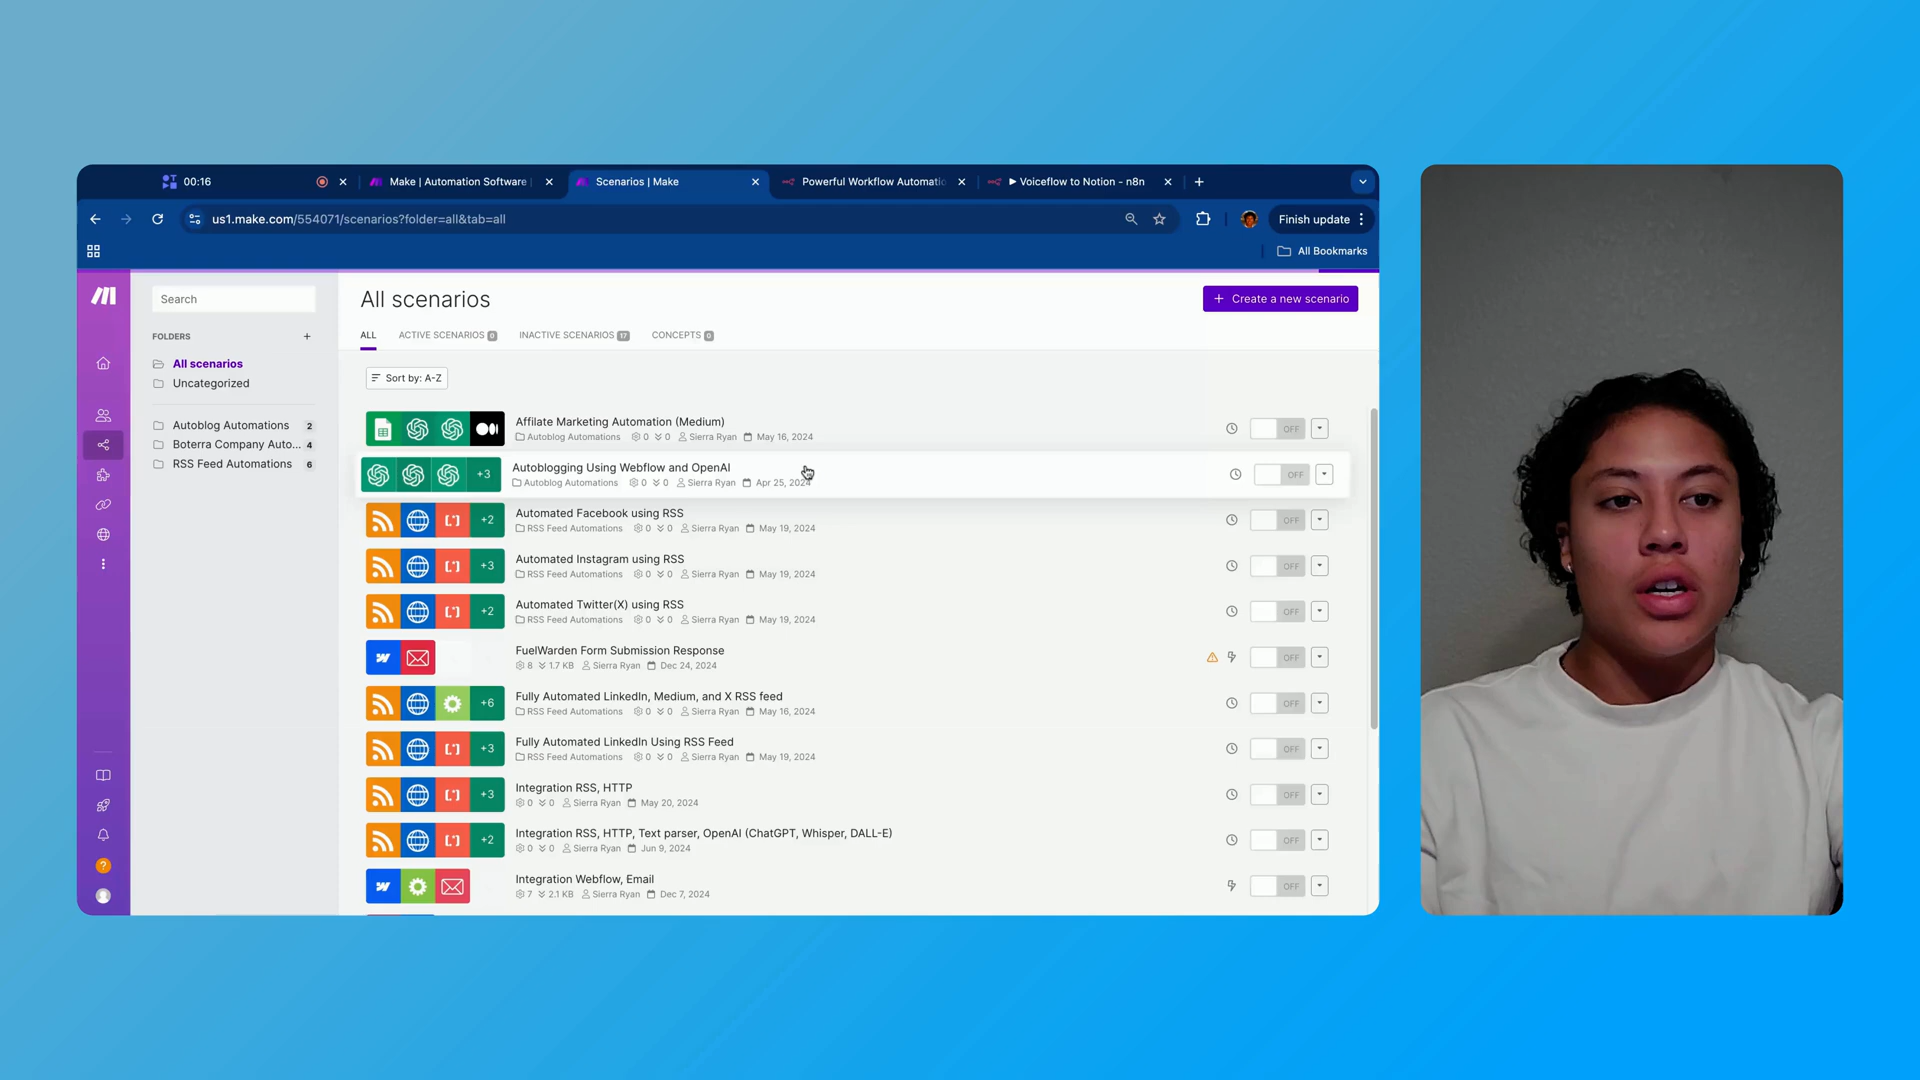 00:16
Make | Automation Software
Scenarios | Make
Powerful Workflow Automatio
▶ Voiceflow to Notion - n8n
us1.make.com/554071/scenarios?folder=all&tab=all
Finish update
All Bookmarks
Search
FOLDERS
All scenarios
Uncategorized
Autoblog Automations 2
Boterra Company Auto... 4
RSS Feed Automations 6
All scenarios
+ Create a new scenario
ALL
ACTIVE SCENARIOS 0
INACTIVE SCENARIOS 17
CONCEPTS 0
Sort by: A-Z
Affilate Marketing Automation (Medium)
Autoblog Automations 0 0 Sierra Ryan May 16, 2024
OFF
+3
Autoblogging Using Webflow and OpenAI
Autoblog Automations 0 0 Sierra Ryan Apr 25, 2024
OFF
+2
Automated Facebook using RSS
RSS Feed Automations 0 0 Sierra Ryan May 19, 2024
OFF
+3
Automated Instagram using RSS
RSS Feed Automations 0 0 Sierra Ryan May 19, 2024
OFF
+2
Automated Twitter(X) using RSS
RSS Feed Automations 0 0 Sierra Ryan May 19, 2024
OFF
FuelWarden Form Submission Response
8 1.7 KB Sierra Ryan Dec 24, 2024
OFF
+6
Fully Automated LinkedIn, Medium, and X RSS feed
RSS Feed Automations 0 0 Sierra Ryan May 16, 2024
OFF
+3
Fully Automated LinkedIn Using RSS Feed
RSS Feed Automations 0 0 Sierra Ryan May 19, 2024
OFF
+3
Integration RSS, HTTP
0 0 Sierra Ryan May 20, 2024
OFF
+2
Integration RSS, HTTP, Text parser, OpenAI (ChatGPT, Whisper, DALL-E)
0 0 Sierra Ryan Jun 9, 2024
OFF
Integration Webflow, Email
7 2.1 KB Sierra Ryan Dec 7, 2024
OFF